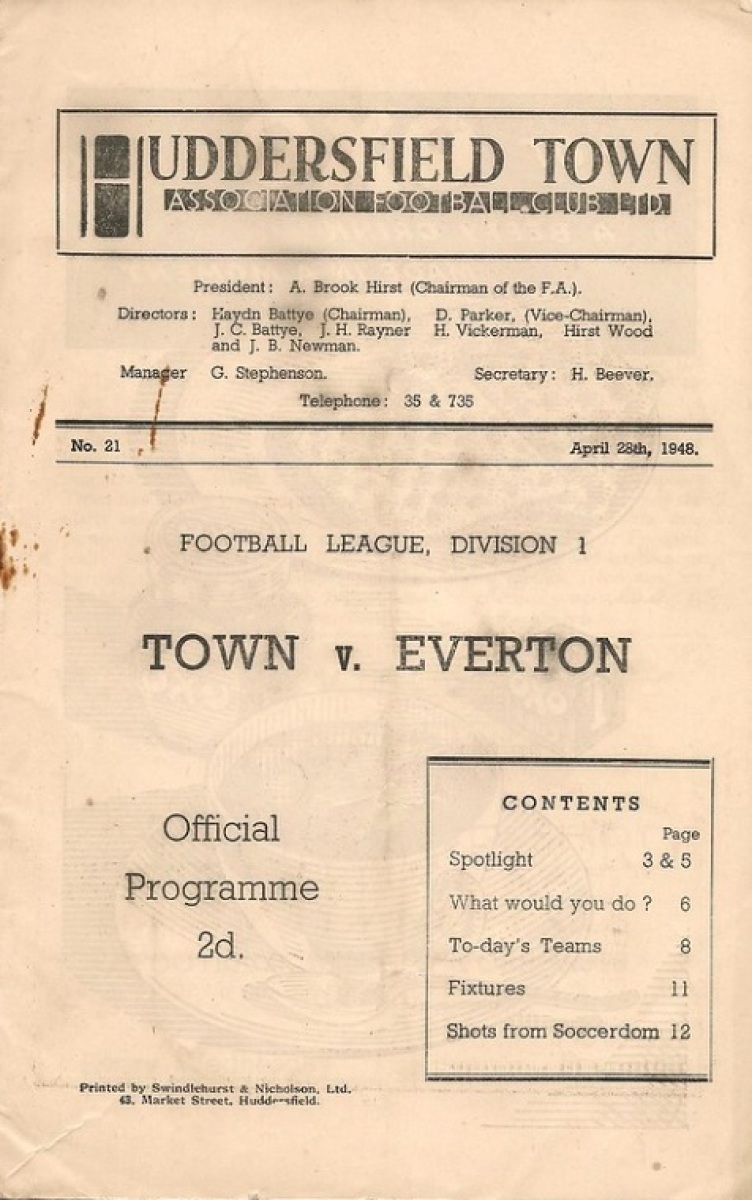 HUDDERSFIELD TOWN
ASSOCIATION FOOTBALL CLUB LTD.
President: A. Brook Hirst (Chairman of the F.A.).
Directors: Haydn Battye (Chairman), D. Parker, (Vice-Chairman),
J. C. Battye, J. H. Rayner H. Vickerman, Hirst Wood
and J. B. Newman.
Manager G. Stephenson. Secretary: H. Beever.
Telephone: 35 & 735
No. 21 April 28th, 1948.
FOOTBALL LEAGUE, DIVISION 1
TOWN v. EVERTON
Official
Programme
2d.
CONTENTS
Page
Spotlight 3 & 5
What would you do ? 6
To-day's Teams 8
Fixtures 11
Shots from Soccerdom 12
Printed by Swindlehurst & Nicholson, Ltd.
43, Market Street, Huddersfield.